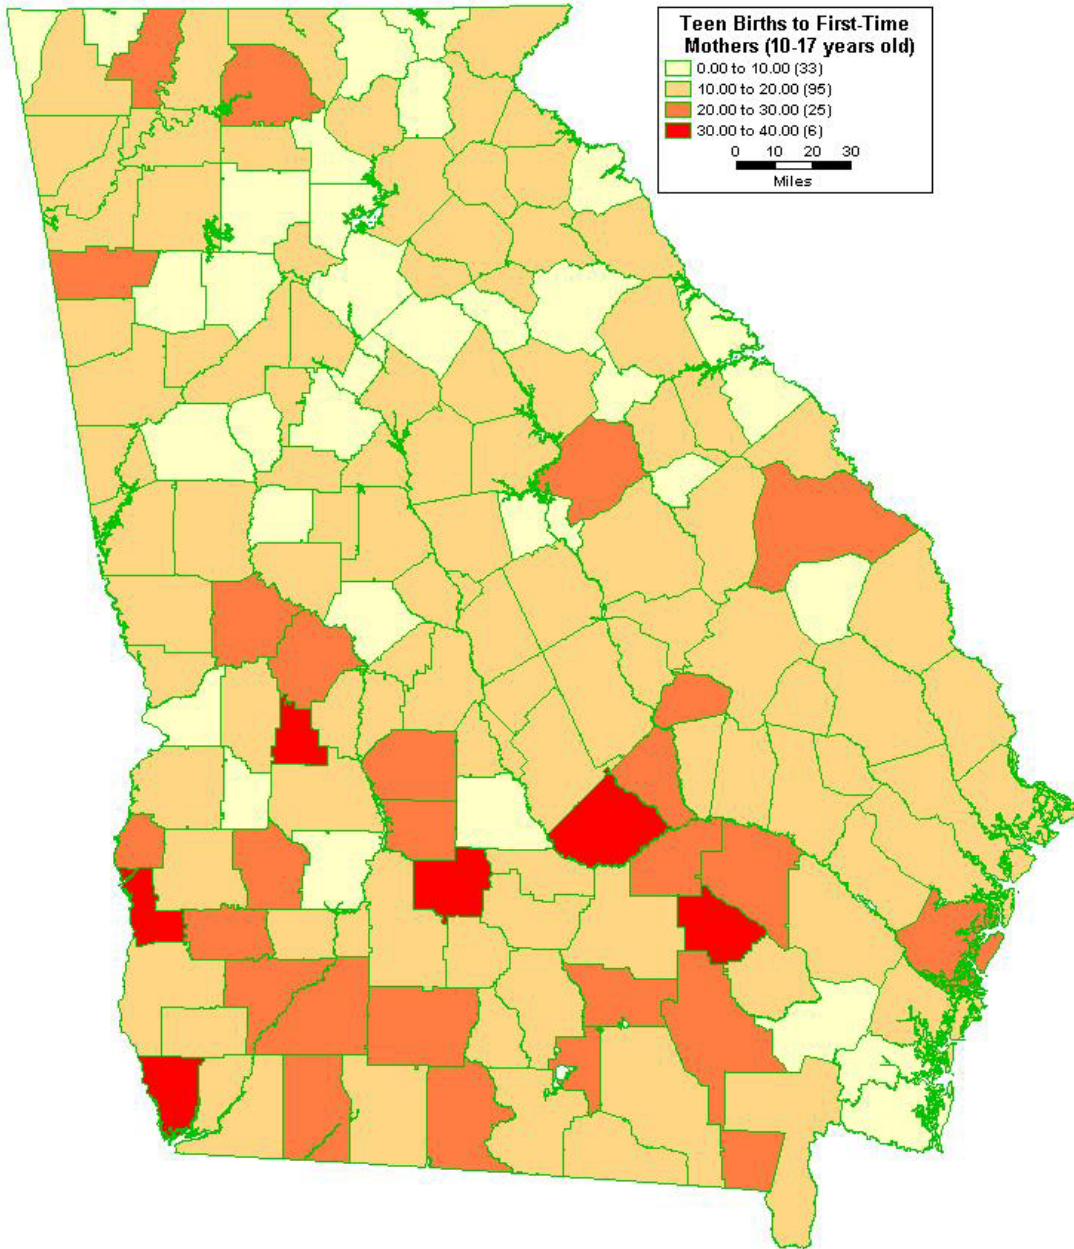 Teen Births to First-Time
Mothers (10-17 years old)
0.00 to 10.00 (33)
10.00 to 20.00 (95)
20.00 to 30.00 (25)
30.00 to 40.00 (6)
0 10 20 30
Miles